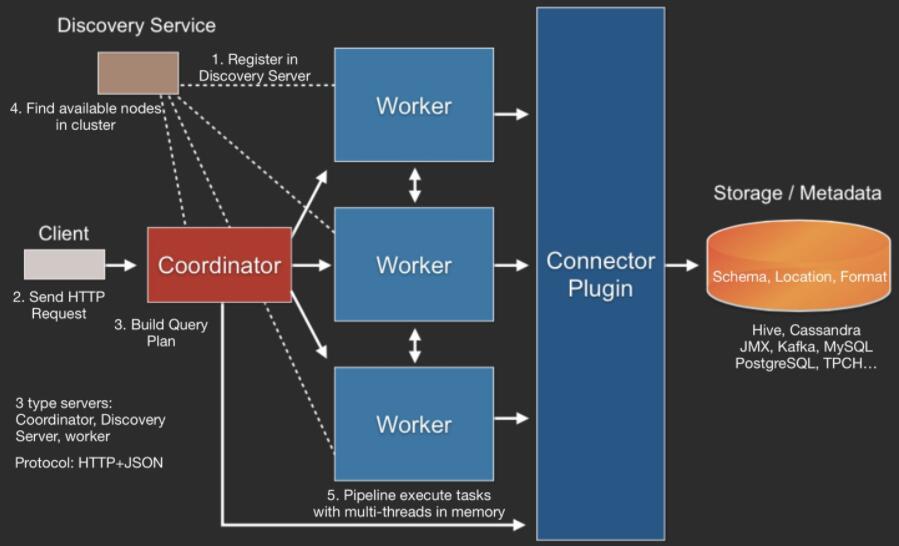 Discovery Service
1. Register in
Discovery Server
4. Find available nodes
in cluster
Worker
Client
2. Send HTTP
Request
Coordinator
3. Build Query
Plan
Worker
Worker
Connector
Plugin
Storage / Metadata
Schema, Location, Format
Hive, Cassandra
JMX, Kafka, MySQL
PostgreSQL, TPCH…
3 type servers:
Coordinator, Discovery
Server, worker
Protocol: HTTP+JSON
5. Pipeline execute tasks
with multi-threads in memory